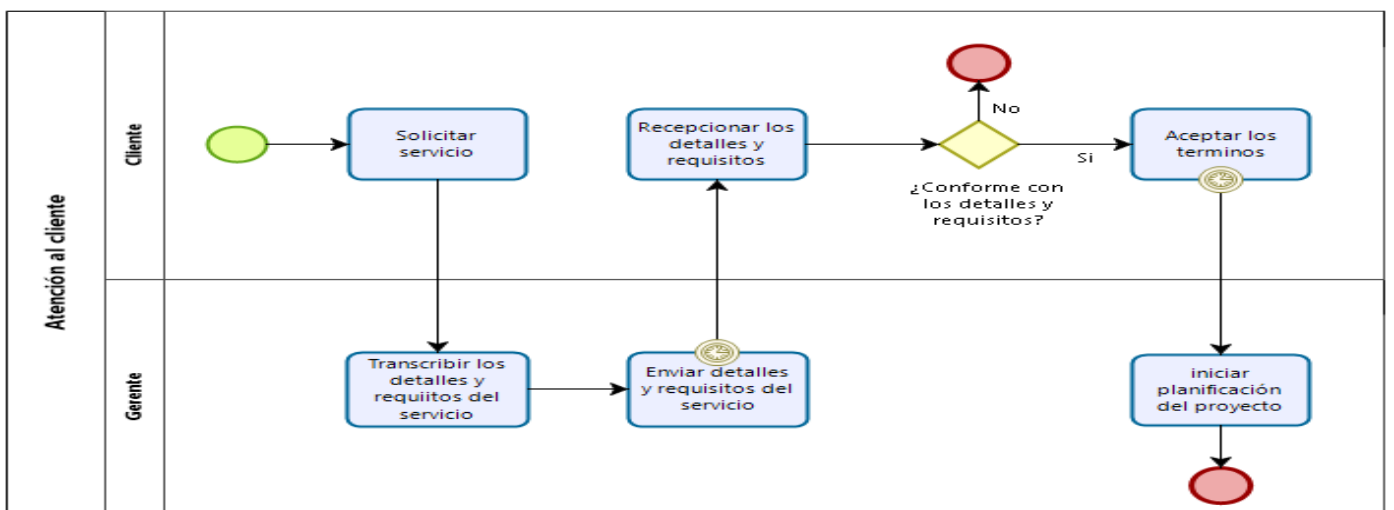 Atención al cliente
Cliente
Solicitar
servicio
Recepcionar los
detalles y
requisitos
No
Si
¿Conforme con
los detalles y
requisitos?
Aceptar los
terminos
Gerente
Transcribir los
detalles y
requiitos del
servicio
Enviar detalles
y requisitos del
servicio
iniciar
planificación
del proyecto